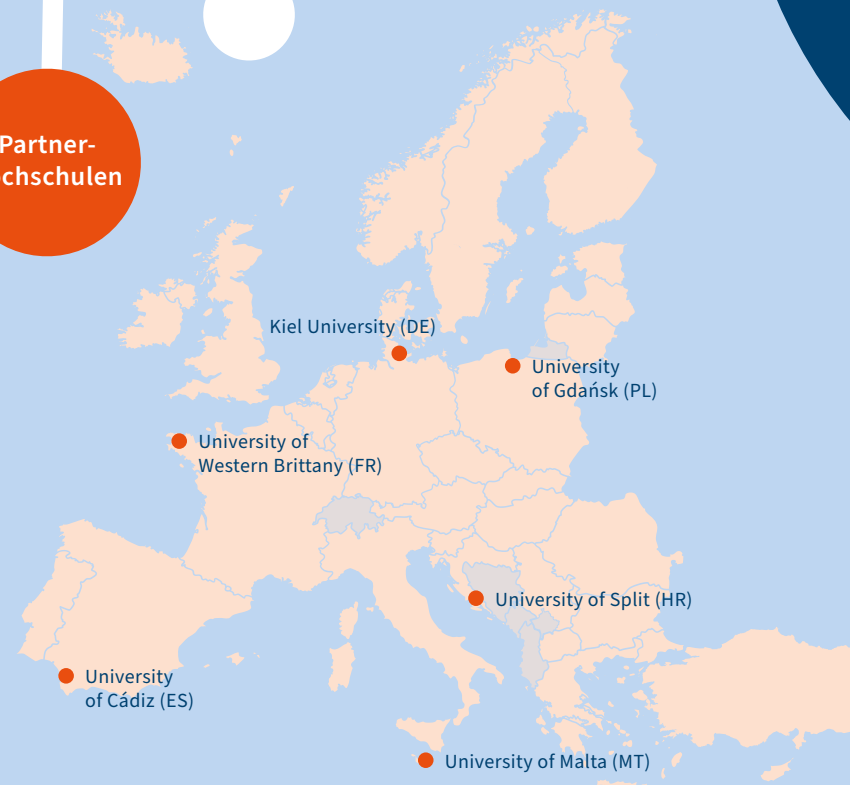 Partner-
chschulen
Kiel University (DE)
University
of Gdańsk (PL)
University of
Western Brittany (FR)
University of Split (HR)
University
of Cádiz (ES)
University of Malta (MT)